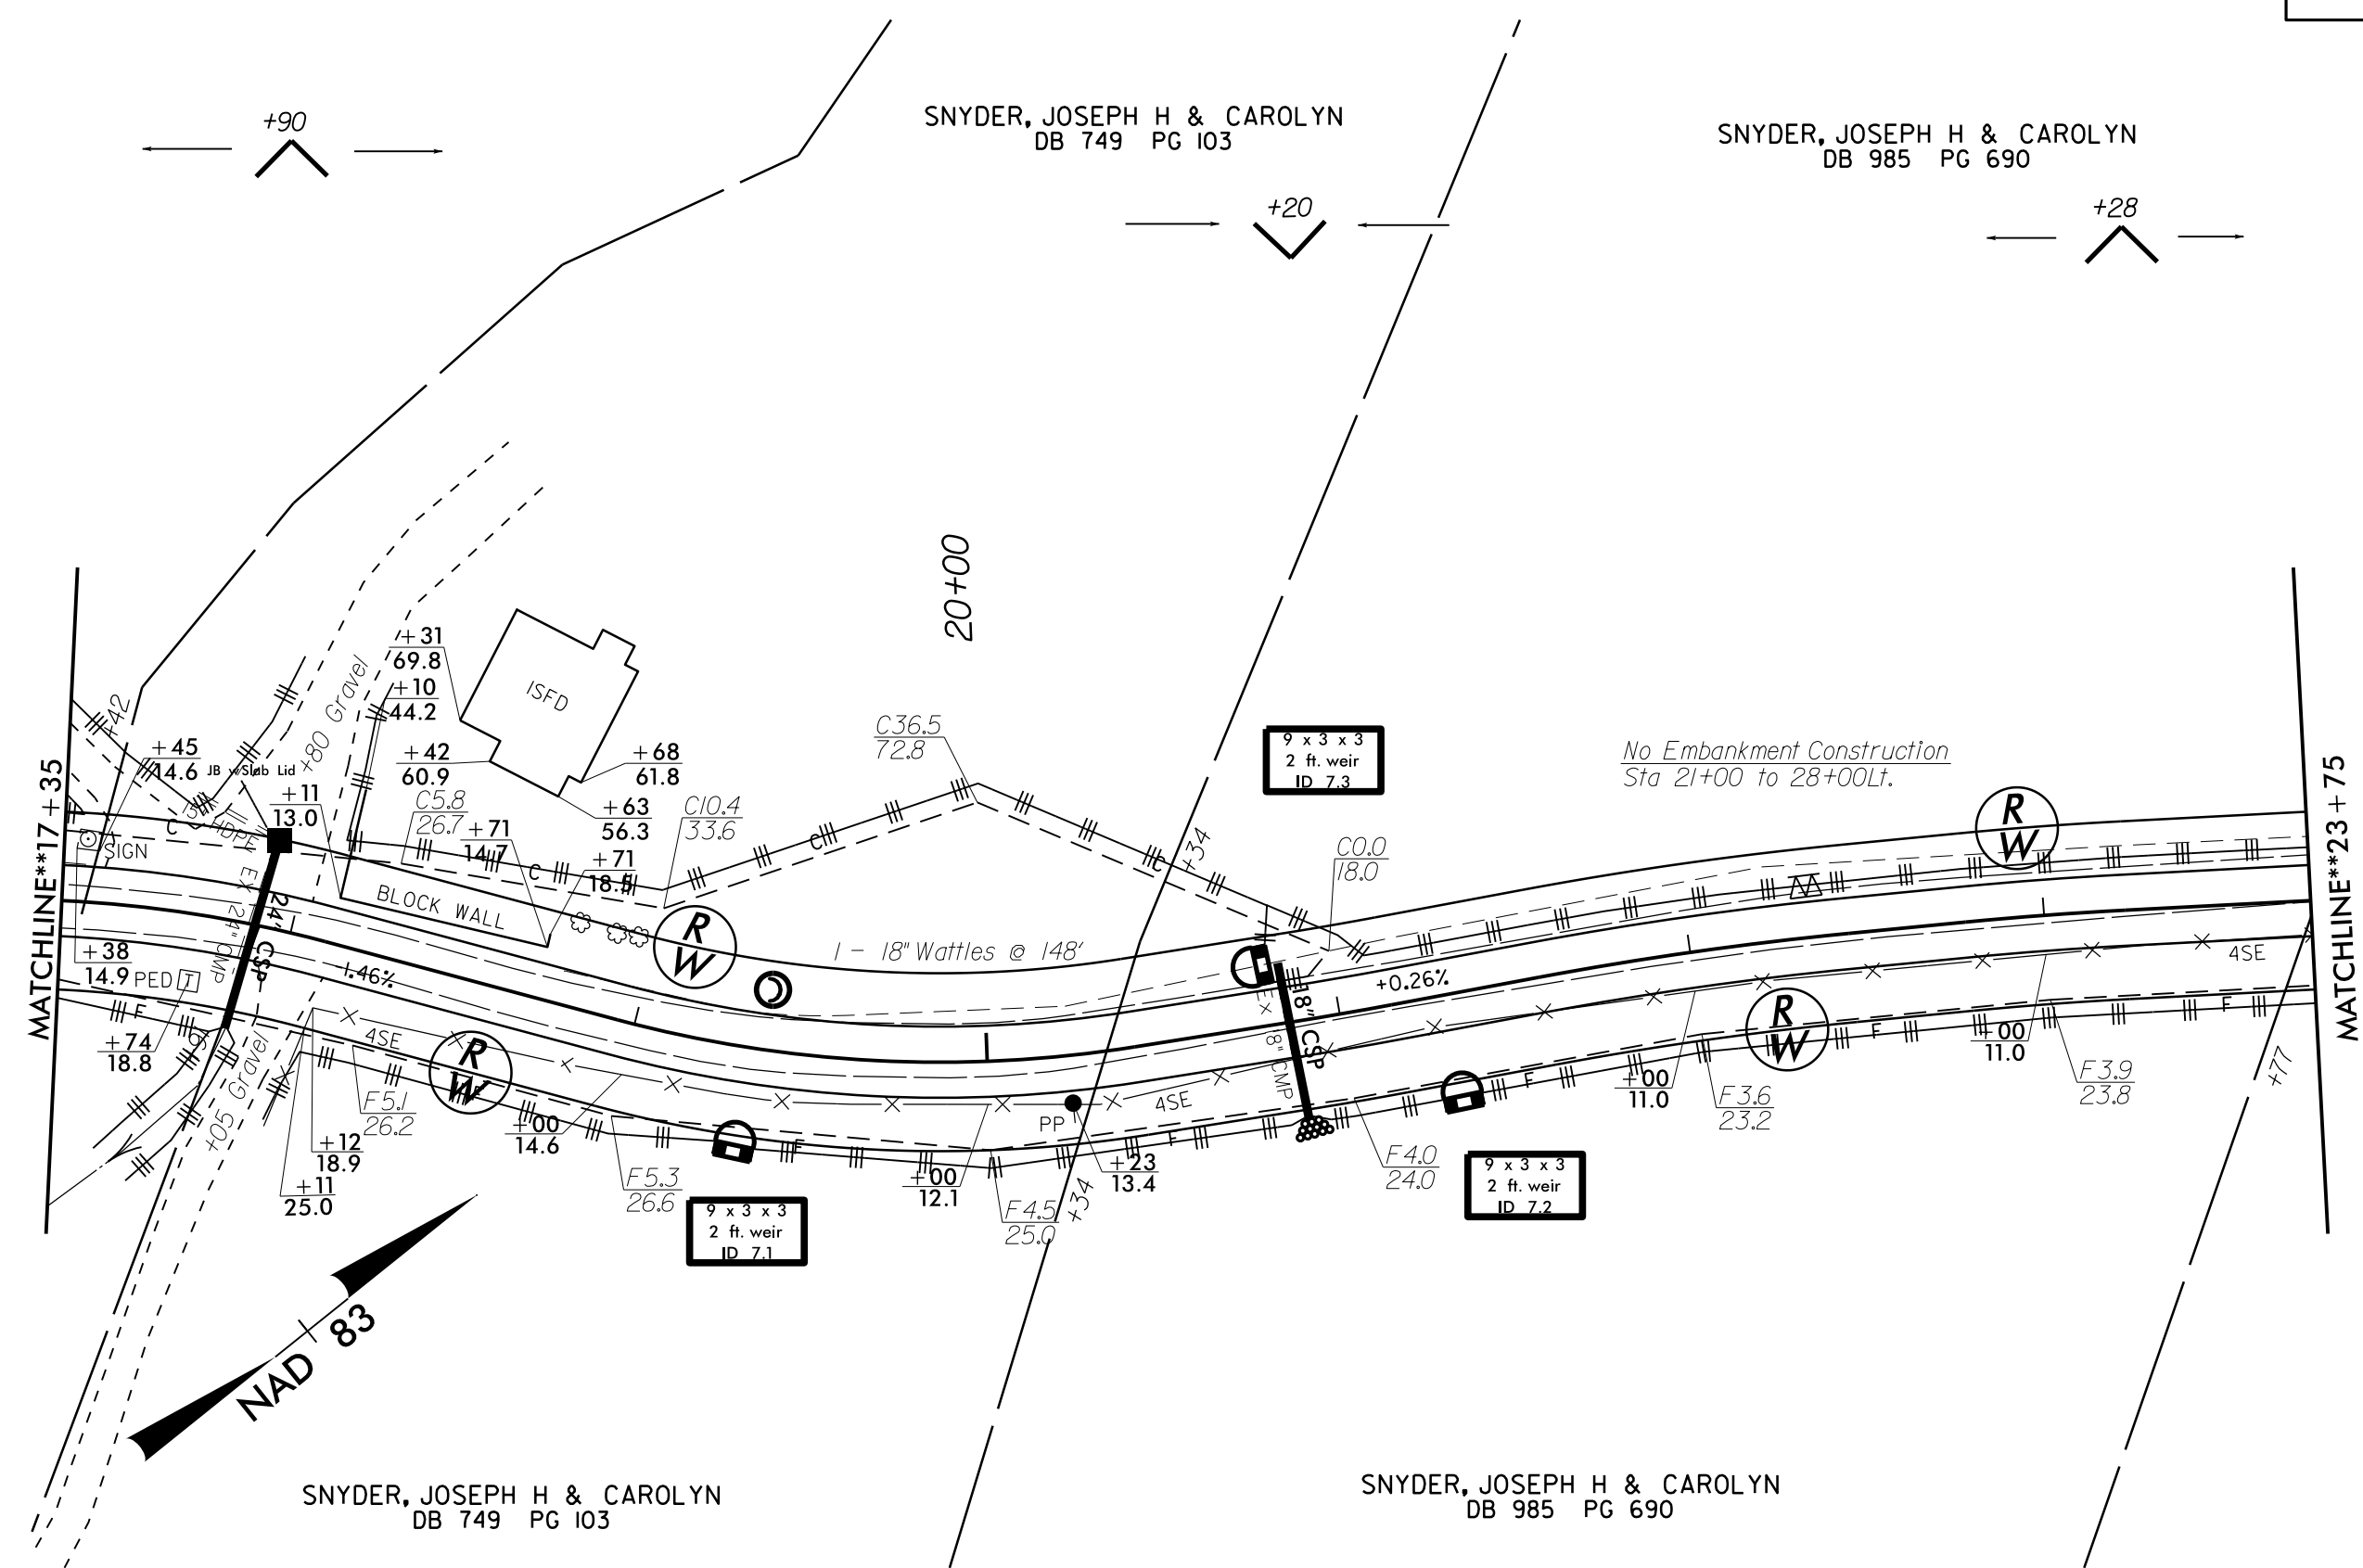 SNYDER, JOSEPH H & CAROLYN
DB 749 PG 103
SNYDER, JOSEPH H & CAROLYN
DB 985 PG 690
+90
+20
+28
20+00
MATCHLINE**17+35
MATCHLINE**23+75
+42
+45
14.6
JB w/Slab Lid
+80 Gravel
+31
69.8
+10
44.2
ISFD
+42
60.9
+68
61.8
+63
56.3
+11
13.0
C5.8
26.7
+71
14.7
+71
18.5
C10.4
33.6
C36.5
72.8
9 x 3 x 3
2 ft. weir
ID 7.3
No Embankment Construction
Sta 21+00 to 28+00Lt.
+34
C0.0
18.0
C
C
C
C
SIGN
15" HDPE
EX 24" CMP
24" CSP
BLOCK WALL
R/W
R/W
1 - 18" Wattles @ 148'
1.46%
+0.26%
EX 18" CMP
18" CSP
+38
14.9
PED T
+74
18.8
F
4SE
R/W
F5.1
26.2
+05 Gravel
+12
18.9
+11
25.0
+00
14.6
F5.3
26.6
F
+00
12.1
F4.5
25.0
PP
+23
13.4
+34
4SE
F
F4.0
24.0
F
+00
11.0
F3.6
23.2
R/W
F
+00
11.0
F3.9
23.8
F
4SE
+77
9 x 3 x 3
2 ft. weir
ID 7.1
9 x 3 x 3
2 ft. weir
ID 7.2
NAD 83
SNYDER, JOSEPH H & CAROLYN
DB 749 PG 103
SNYDER, JOSEPH H & CAROLYN
DB 985 PG 690